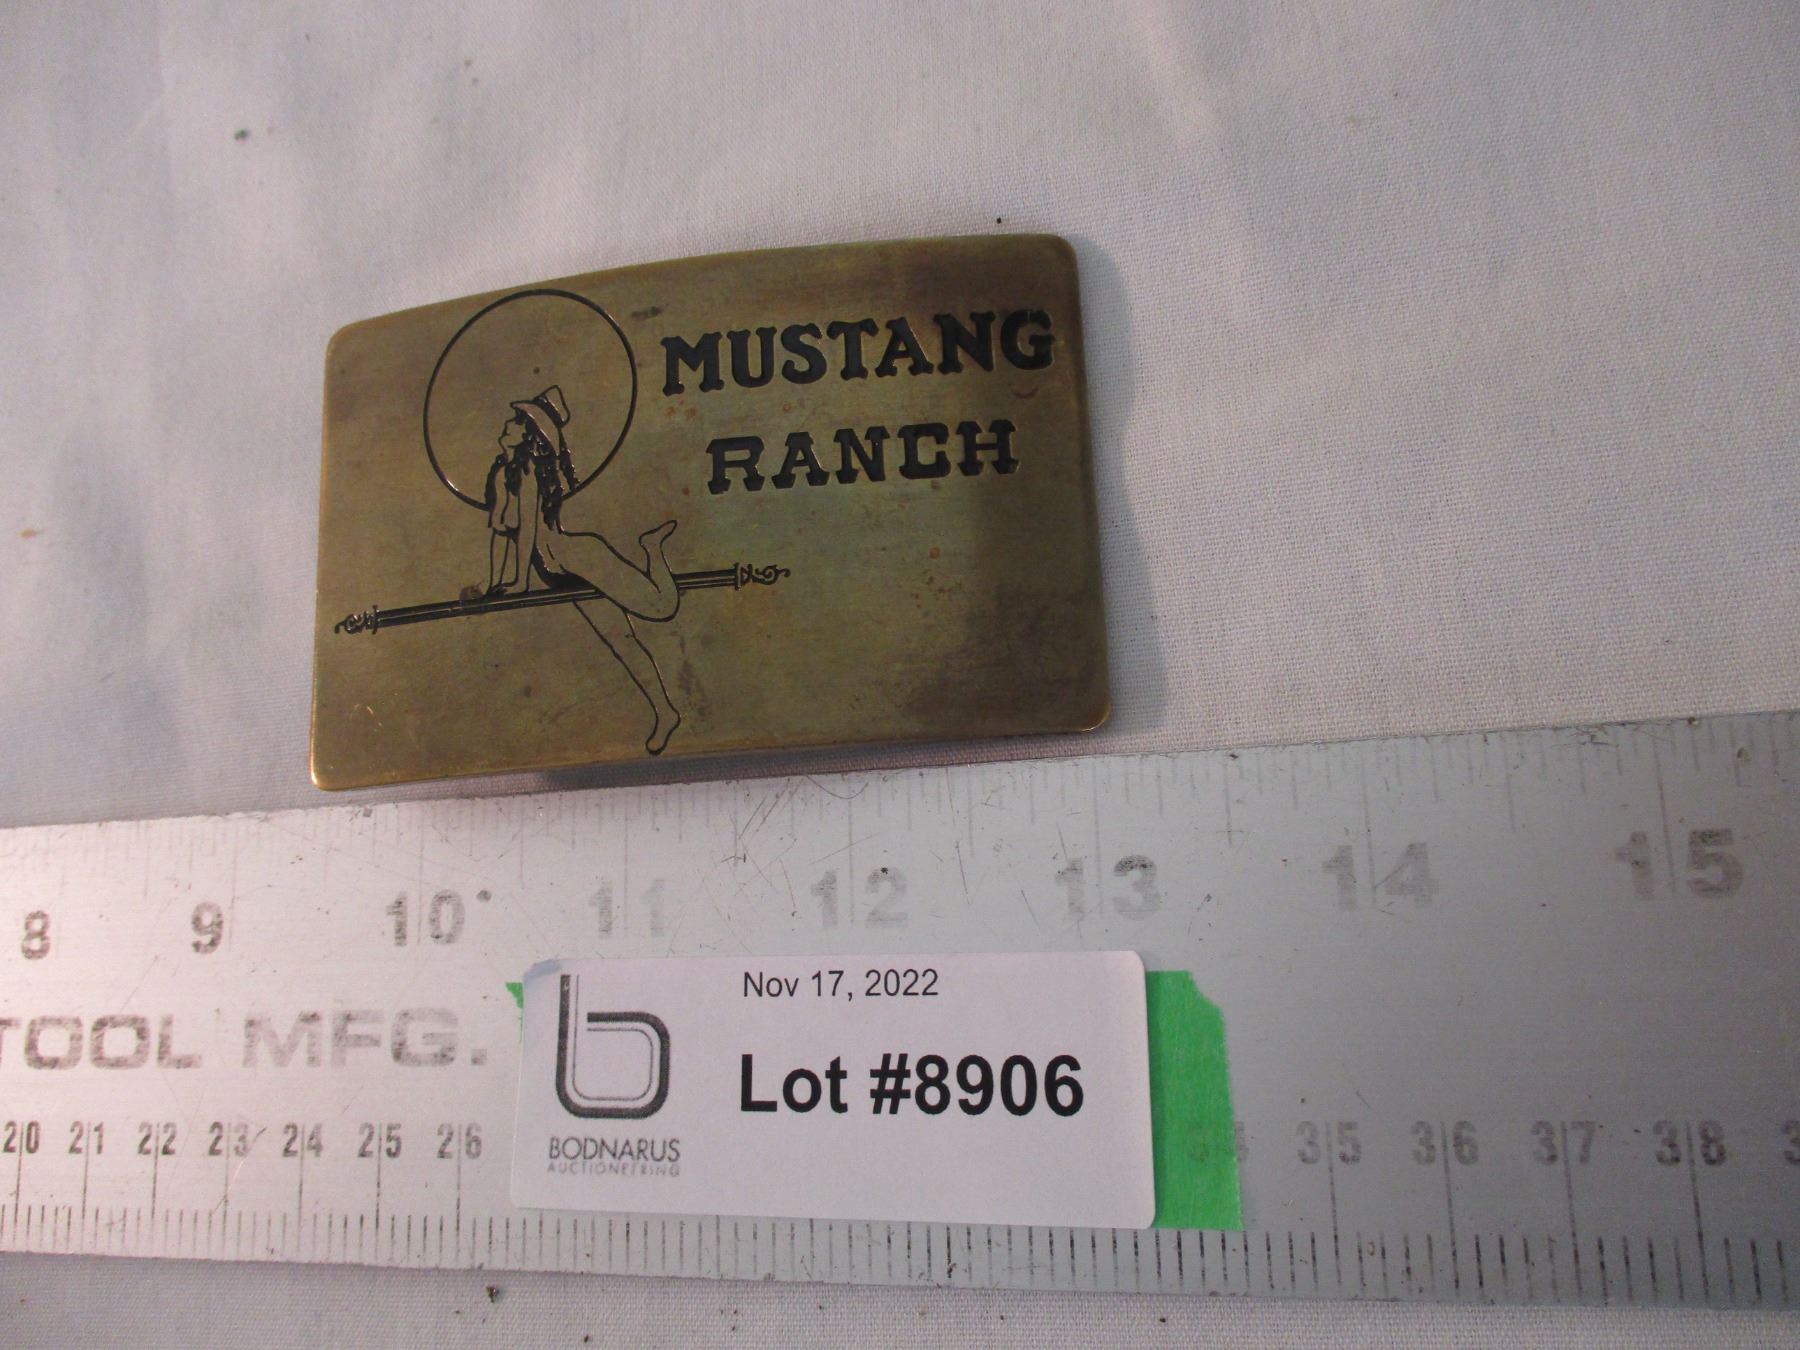 MUSTANG
RANCH
8 9 10 11 12 13 14 15
Nov 17, 2022
Lot #8906
TOOL MFG.
BODNARUS
AUCTIONEERING
20 21 22 23 24 25 26 34 35 36 37 38